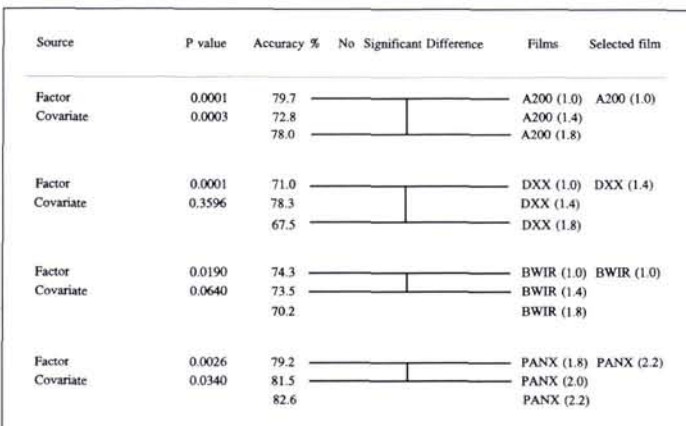 Source P value Accuracy % No Significant Difference Films Selected film
Factor 0.0001 79.7 A200 (1.0) A200 (1.0)
Covariate 0.0003 72.8 A200 (1.4)
78.0 A200 (1.8)
Factor 0.0001 71.0 DXX (1.0) DXX (1.4)
Covariate 0.3596 78.3 DXX (1.4)
67.5 DXX (1.8)
Factor 0.0190 74.3 BWIR (1.0) BWIR (1.0)
Covariate 0.0640 73.5 BWIR (1.4)
70.2 BWIR (1.8)
Factor 0.0026 79.2 PANX (1.8) PANX (2.2)
Covariate 0.0340 81.5 PANX (2.0)
82.6 PANX (2.2)